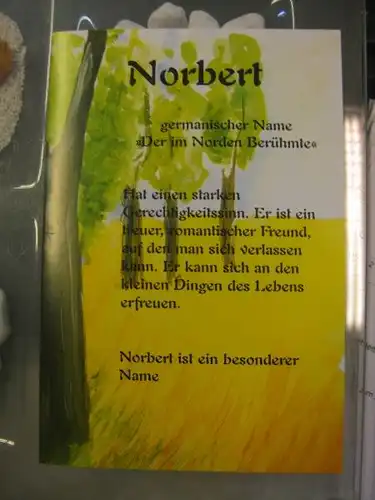 Norbert
germanischer Name
»Der im Norden Berühmte«
Hat einen starken
Gerechtigkeitssinn. Er ist ein
treuer, romantischer Freund,
auf den man sich verlassen
kann. Er kann sich an den
kleinen Dingen des Lebens
erfreuen.
Norbert ist ein besonderer
Name